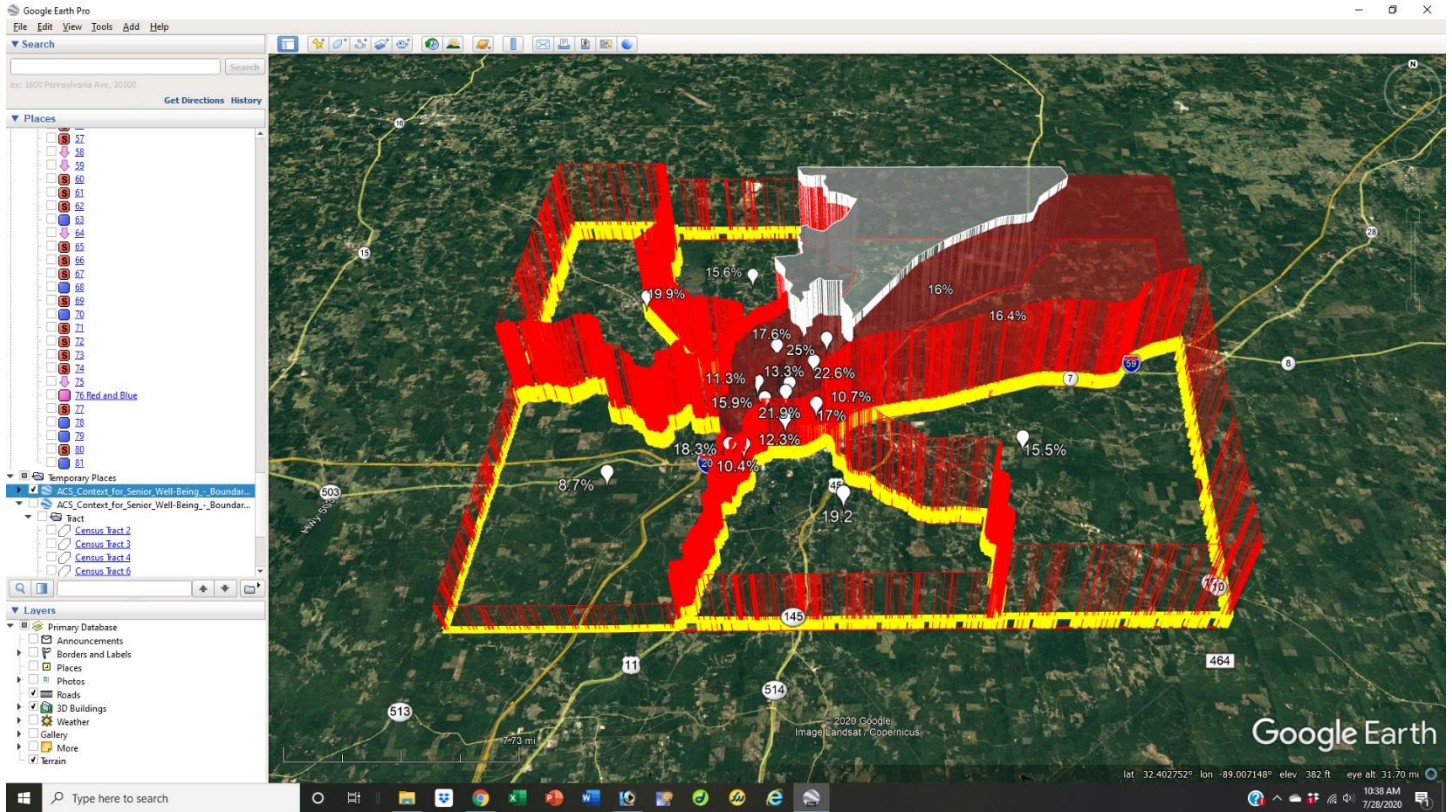 Google Earth Pro
File Edit View Tools Add Help
Search
Search
ex: 1600 Pennsylvania Ave, 20500
Get Directions History
Places
57
58
59
60
61
62
63
64
65
66
67
68
69
70
71
72
73
74
75
76 Red and Blue
77
78
79
80
81
Temporary Places
ACS_Context_for_Senior_Well-Being_-_Boundar...
ACS_Context_for_Senior_Well-Being_-_Boundar...
Tract
Census Tract 2
Census Tract 3
Census Tract 4
Census Tract 6
Layers
Primary Database
Announcements
Borders and Labels
Places
Photos
Roads
3D Buildings
Weather
Gallery
More
Terrain
N
16
15
28
15.6%
19.9%
16%
16.4%
17.6%
25%
59
8
7
11.3%
13.3%
22.6%
15.9%
21.9%
10.7%
17%
12.3%
18.3%
15.5%
20
10.4%
8.7%
503
45
19.2
10
145
11
464
514
513
© 2020 Google
Image Landsat / Copernicus
7.73 mi
Google Earth
lat 32.402752° lon -89.007148° elev 382 ft eye alt 31.70 mi
Type here to search
10:38 AM
7/28/2020